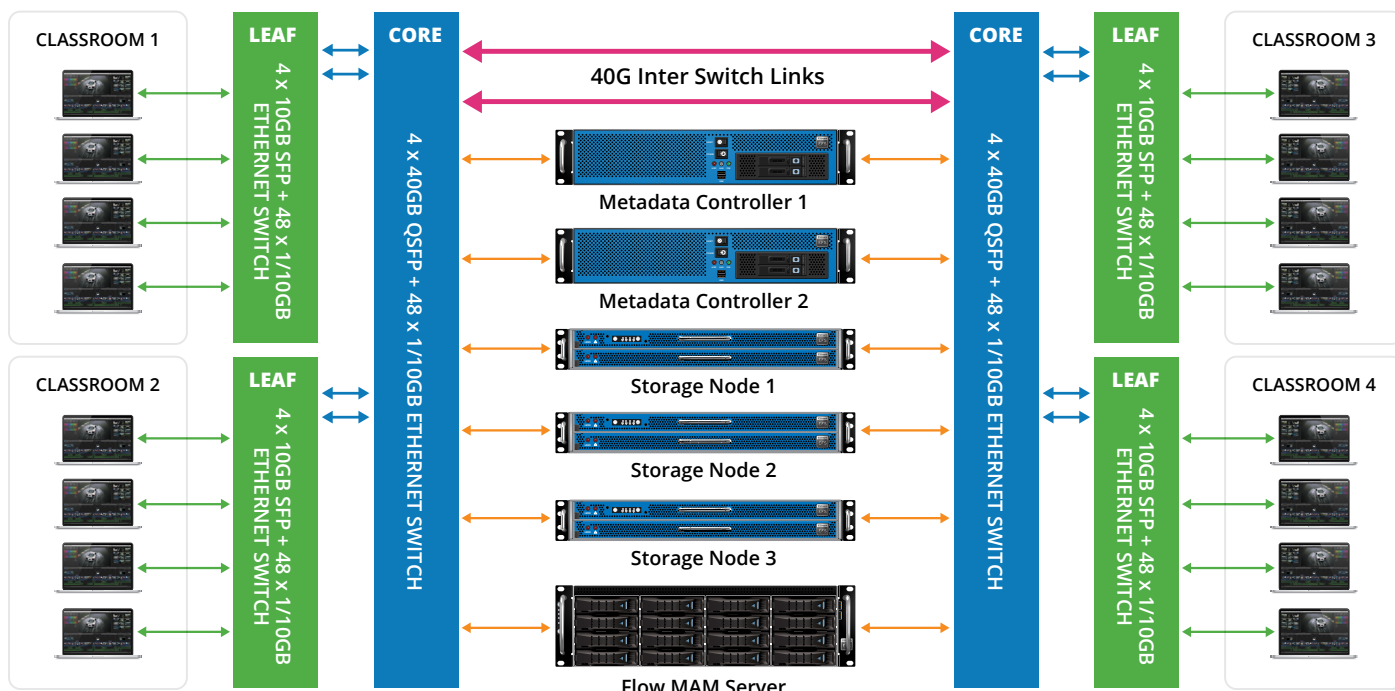 CLASSROOM 1
LEAF
4 x 10GB SFP + 48 x 1/10GB
ETHERNET SWITCH
CORE
4 x 40GB QSFP + 48 x 1/10GB ETHERNET SWITCH
40G Inter Switch Links
CORE
4 x 40GB QSFP + 48 x 1/10GB ETHERNET SWITCH
LEAF
4 x 10GB SFP + 48 x 1/10GB
ETHERNET SWITCH
CLASSROOM 3
Metadata Controller 1
Metadata Controller 2
Storage Node 1
CLASSROOM 2
LEAF
4 x 10GB SFP + 48 x 1/10GB
ETHERNET SWITCH
LEAF
4 x 10GB SFP + 48 x 1/10GB
ETHERNET SWITCH
CLASSROOM 4
Storage Node 2
Storage Node 3
Flow MAM Server